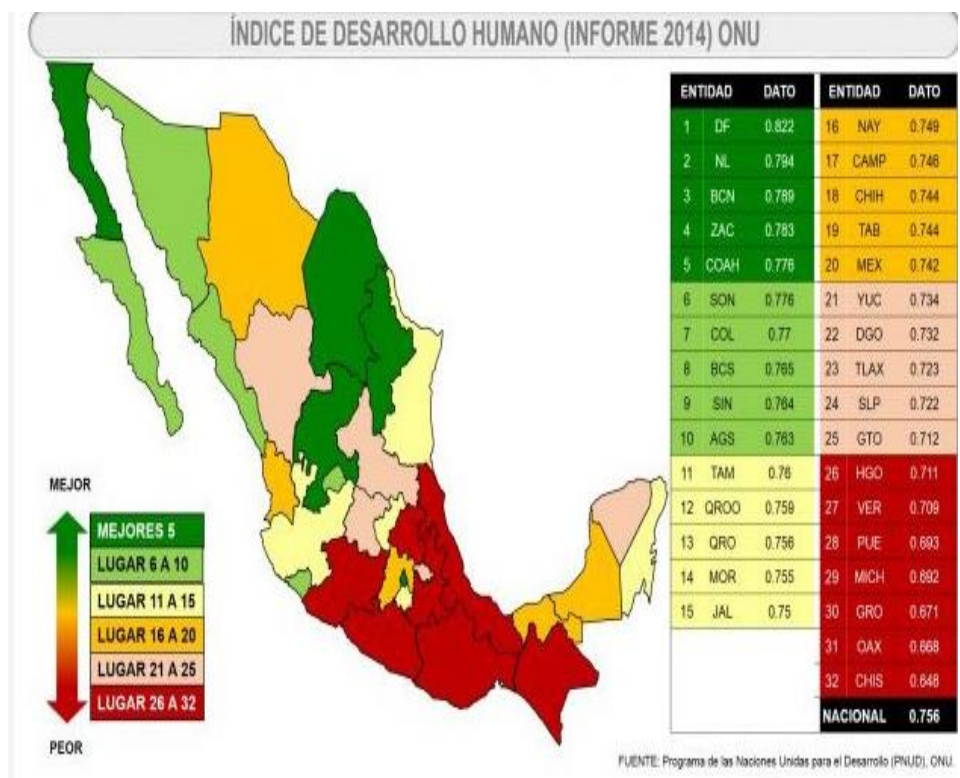 ÍNDICE DE DESARROLLO HUMANO (INFORME 2014) ONU
ENTIDAD DATO
1 DF 0.822
2 NL 0.794
3 BCN 0.789
4 ZAC 0.783
5 COAH 0.776
6 SON 0.776
7 COL 0.77
8 BCS 0.765
9 SIN 0.764
10 AGS 0.763
11 TAM 0.76
12 QROO 0.759
13 QRO 0.756
14 MOR 0.755
15 JAL 0.75
ENTIDAD DATO
16 NAY 0.749
17 CAMP 0.746
18 CHIH 0.744
19 TAB 0.744
20 MEX 0.742
21 YUC 0.734
22 DGO 0.732
23 TLAX 0.723
24 SLP 0.722
25 GTO 0.712
26 HGO 0.711
27 VER 0.709
28 PUE 0.693
29 MICH 0.692
30 GRO 0.671
31 OAX 0.668
32 CHIS 0.648
NACIONAL 0.756
MEJOR
MEJORES 5
LUGAR 6 A 10
LUGAR 11 A 15
LUGAR 16 A 20
LUGAR 21 A 25
LUGAR 26 A 32
PEOR
FUENTE: Programa de las Naciones Unidas para el Desarrollo (PNUD), ONU.